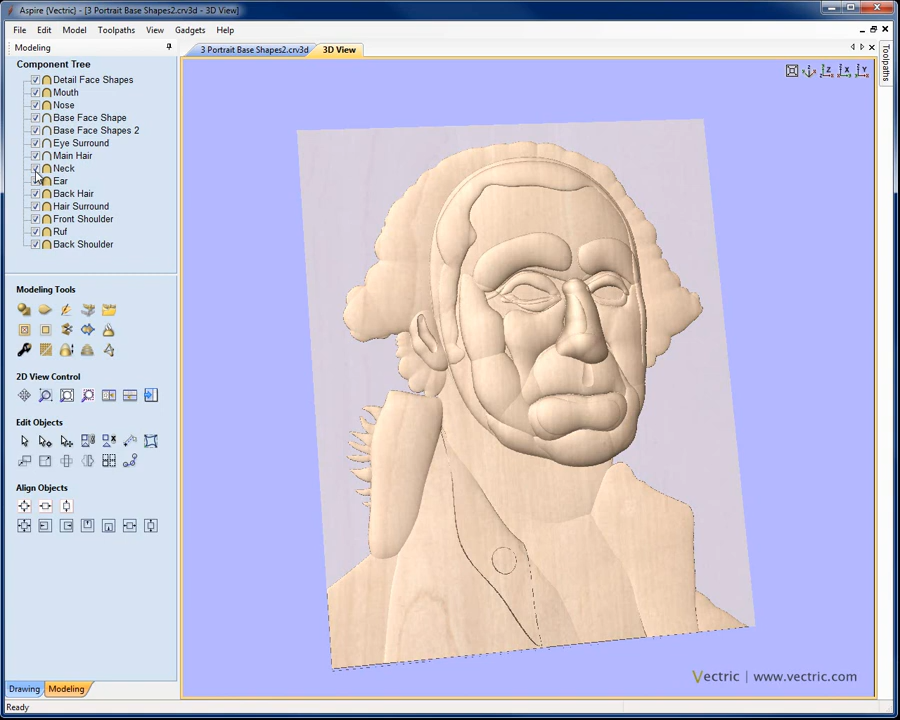 Aspire [Vectric] - [3 Portrait Base Shapes2.crv3d - 3D View]
File Edit Model Toolpaths View Gadgets Help
Modeling
3 Portrait Base Shapes2.crv3d 3D View
Toolpaths
Component Tree
Detail Face Shapes
Mouth
Nose
Base Face Shape
Base Face Shapes 2
Eye Surround
Main Hair
Neck
Ear
Back Hair
Hair Surround
Front Shoulder
Ruf
Back Shoulder
Modeling Tools
2D View Control
Edit Objects
Align Objects
Vectric | www.vectric.com
Drawing Modeling
Ready